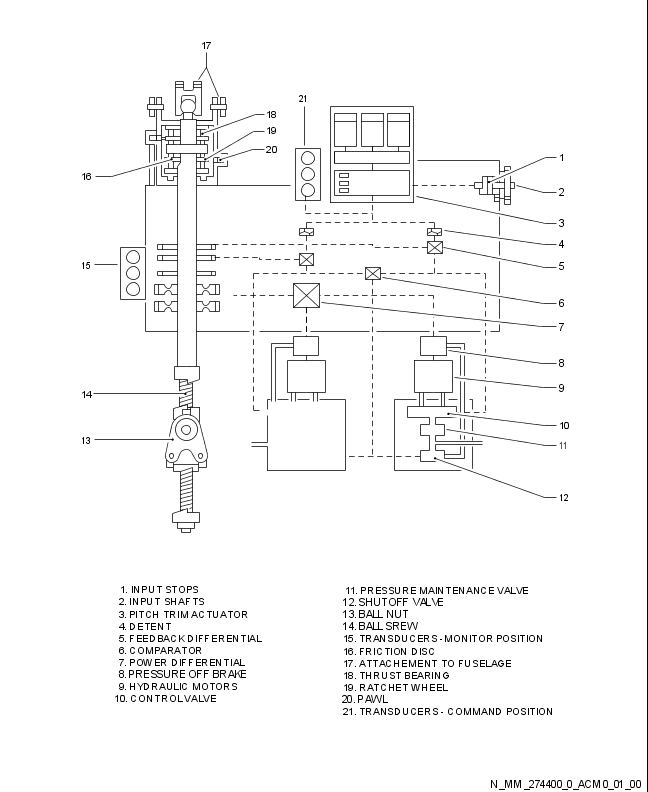 17
21
18
19
20
16
1
2
3
4
5
6
7
8
9
10
11
12
15
14
13
1. INPUT STOPS
2. INPUT SHAFTS
3. PITCH TRIM ACTUATOR
4. DETENT
5. FEEDBACK DIFFERENTIAL
6. COMPARATOR
7. POWER DIFFERENTIAL
8. PRESSURE OFF BRAKE
9. HYDRAULIC MOTORS
10. CONTROL VALVE
11. PRESSURE MAINTENANCE VALVE
12. SHUTOFF VALVE
13. BALL NUT
14. BALL SREW
15. TRANSDUCERS - MONITOR POSITION
16. FRICTION DISC
17. ATTACHEMENT TO FUSELAGE
18. THRUST BEARING
19. RATCHET WHEEL
20. PAWL
21. TRANSDUCERS - COMMAND POSITION
N_MM_274400_0_ACM0_01_00